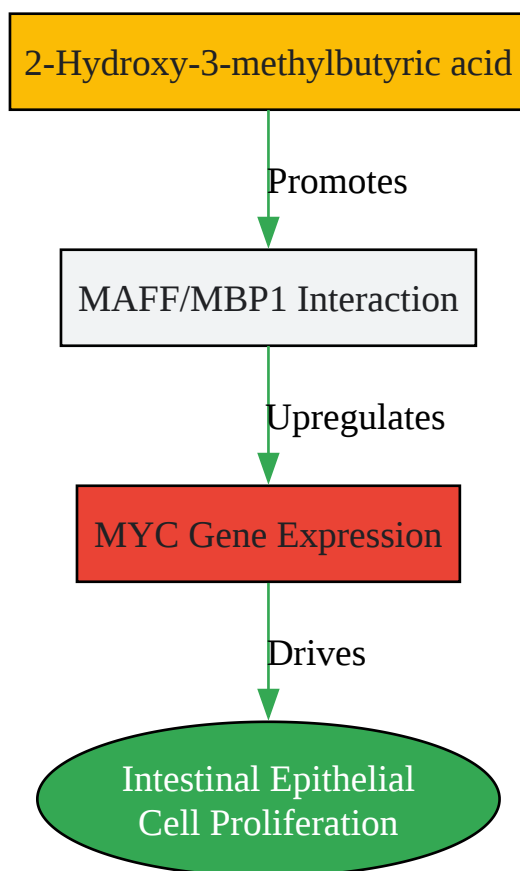 2-Hydroxy-3-methylbutyric acid
Promotes
MAFF/MBP1 Interaction
Upregulates
MYC Gene Expression
Drives
Intestinal Epithelial
Cell Proliferation